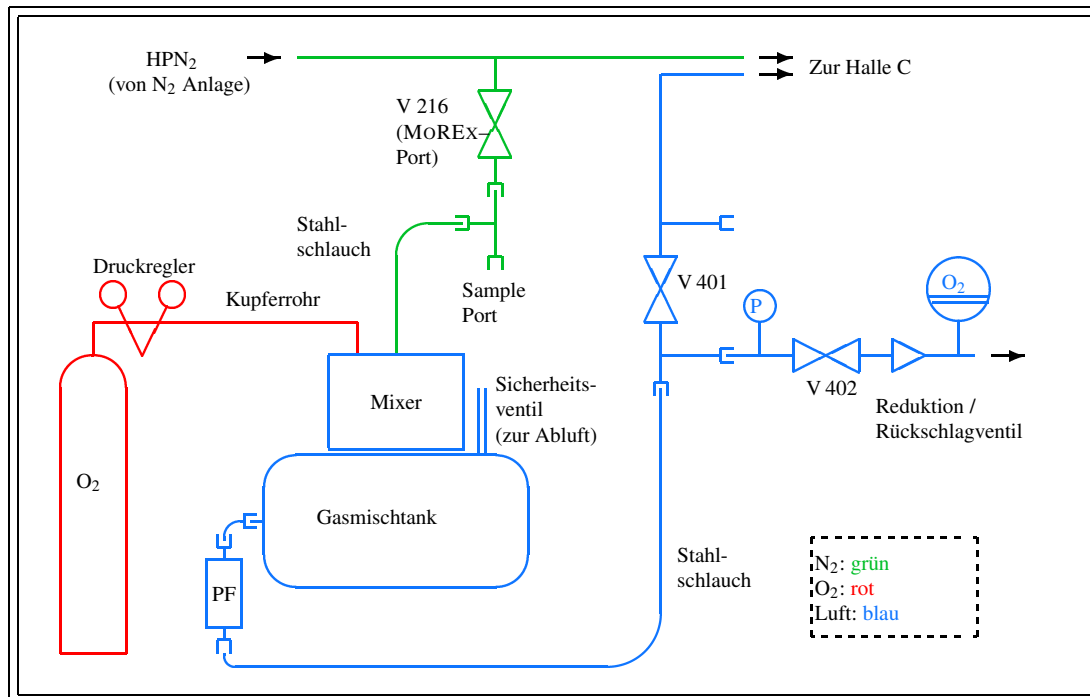 HPN₂
(von N₂ Anlage)
Zur Halle C
V 216
(MOREX–
Port)
Stahl-
schlauch
Druckregler
Kupferrohr
Sample
Port
V 401
P
O₂
V 402
Reduktion /
Rückschlagventil
Mixer
Sicherheits-
ventil
(zur Abluft)
O₂
Gasmischtank
PF
Stahl-
schlauch
N₂: grün
O₂: rot
Luft: blau